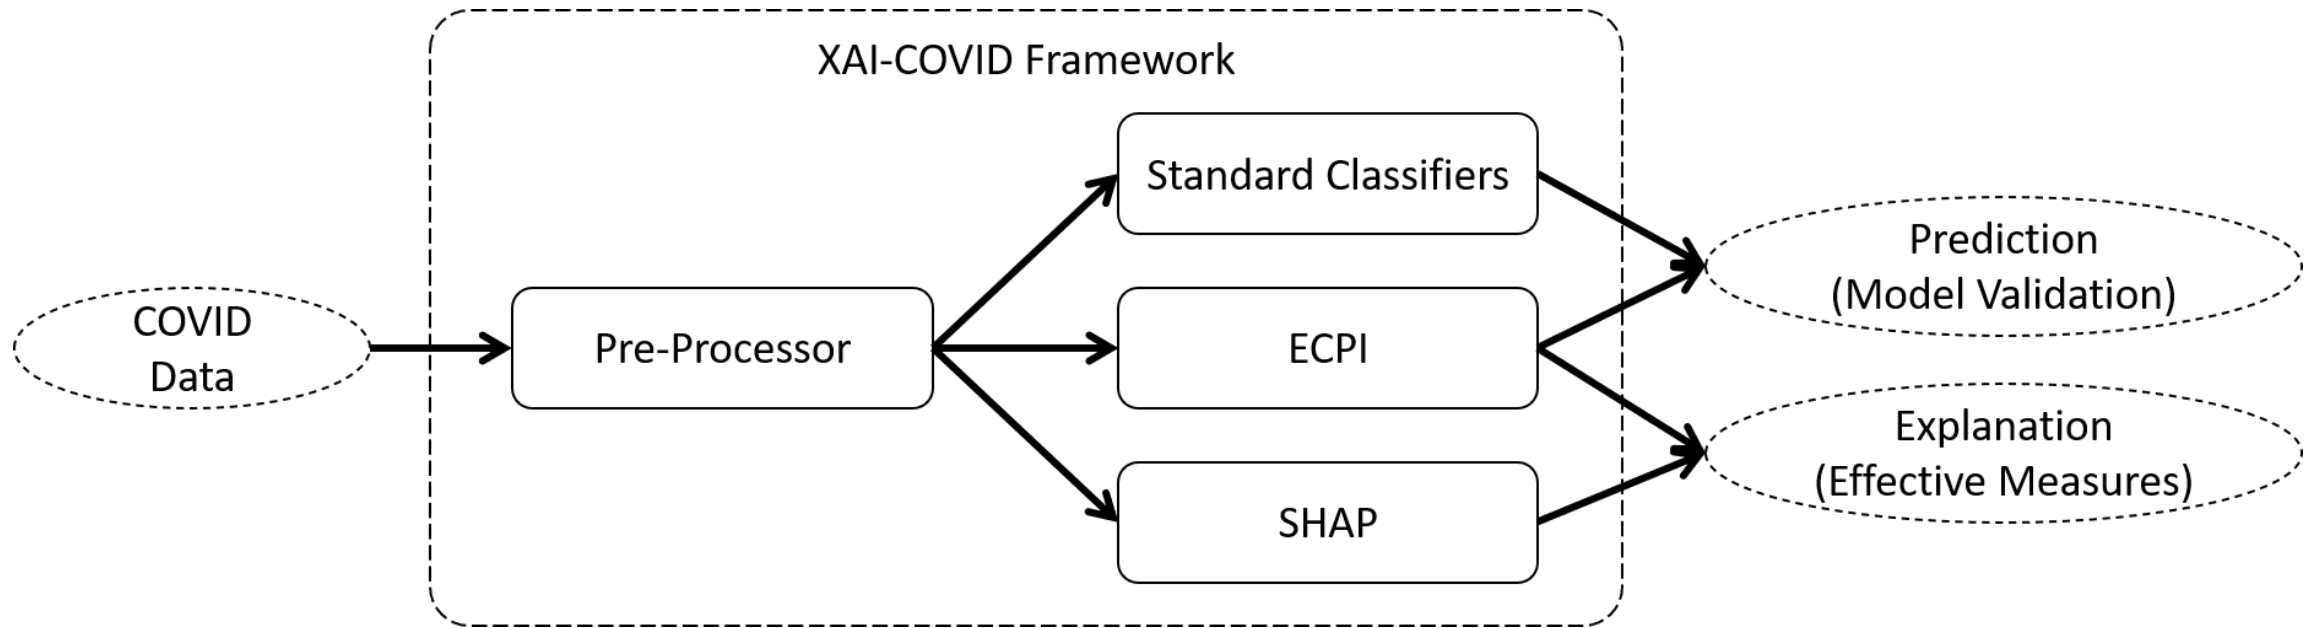 XAI-COVID Framework
COVID
Data
Pre-Processor
Standard Classifiers
ECPI
SHAP
Prediction
(Model Validation)
Explanation
(Effective Measures)